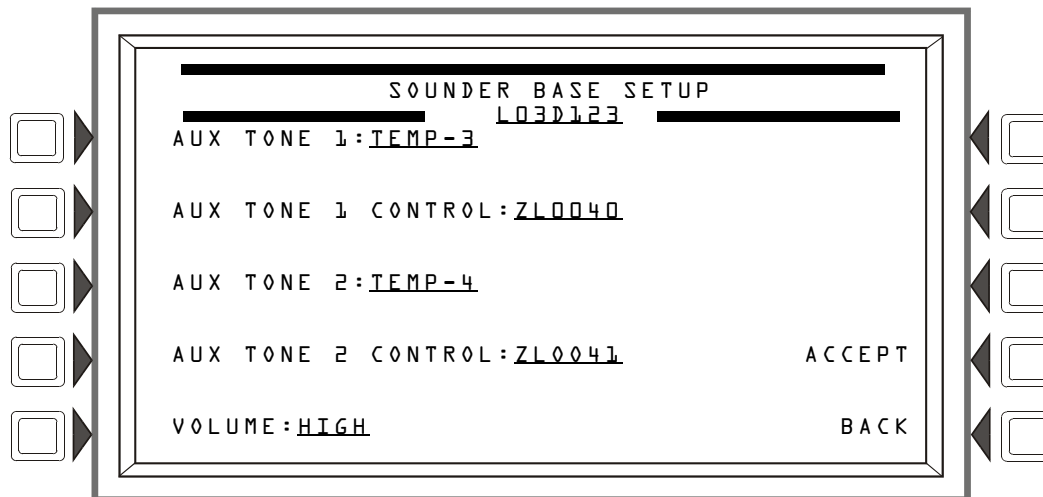 SOUNDER BASE SETUP
L03D123
AUX TONE 1:TEMP-3
AUX TONE 1 CONTROL:ZL0040
AUX TONE 2:TEMP-4
AUX TONE 2 CONTROL:ZL0041
ACCEPT
VOLUME:HIGH
BACK